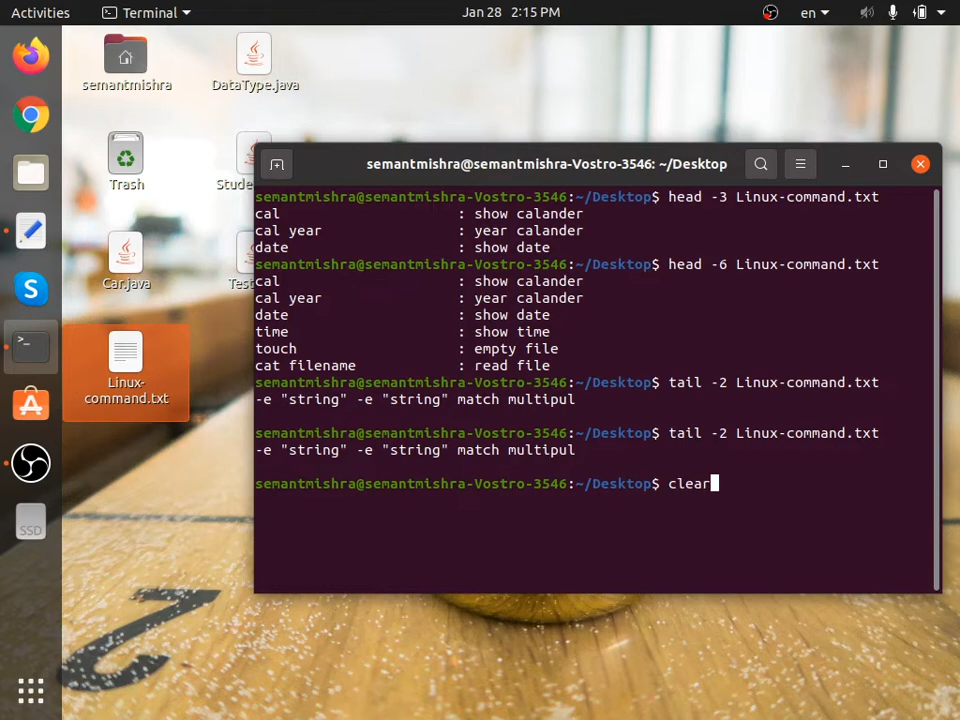 Activities
Terminal
Jan 28 2:15 PM
en
semantmishra
DataType.java
Trash
Stude
Car.java
Test
Linux-
command.txt
SSD
semantmishra@semantmishra-Vostro-3546: ~/Desktop
semantmishra@semantmishra-Vostro-3546:~/Desktop$ head -3 Linux-command.txt
cal : show calander
cal year : year calander
date : show date
semantmishra@semantmishra-Vostro-3546:~/Desktop$ head -6 Linux-command.txt
cal : show calander
cal year : year calander
date : show date
time : show time
touch : empty file
cat filename : read file
semantmishra@semantmishra-Vostro-3546:~/Desktop$ tail -2 Linux-command.txt
-e "string" -e "string" match multipul
semantmishra@semantmishra-Vostro-3546:~/Desktop$ tail -2 Linux-command.txt
-e "string" -e "string" match multipul
semantmishra@semantmishra-Vostro-3546:~/Desktop$ clear